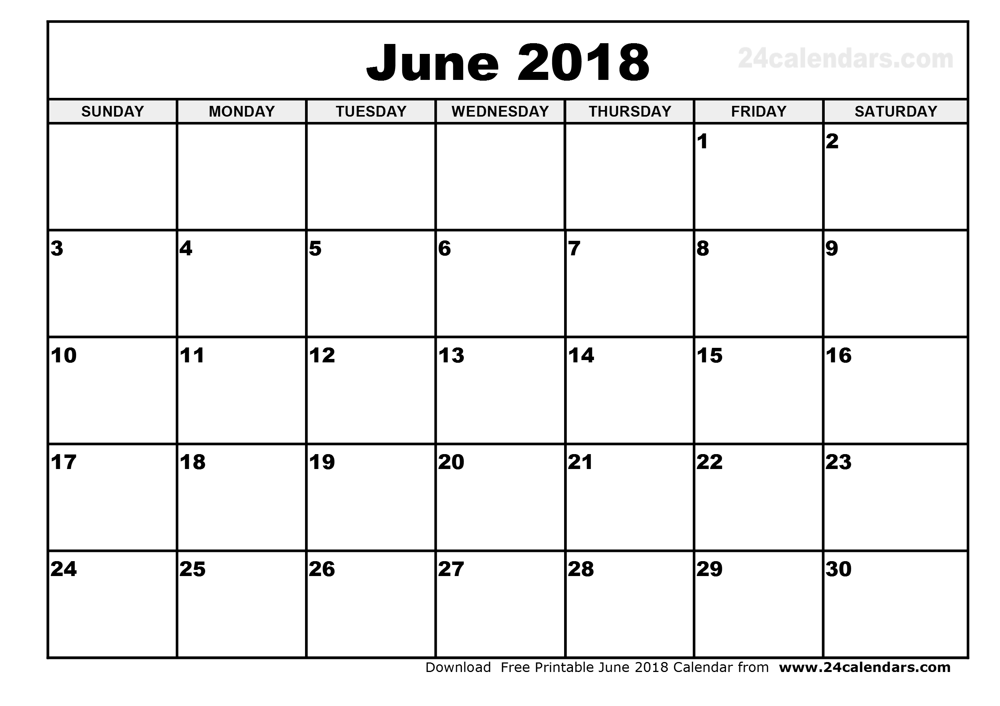 June 2018
24calendars.com
SUNDAY MONDAY TUESDAY WEDNESDAY THURSDAY FRIDAY SATURDAY
1 2
3 4 5 6 7 8 9
10 11 12 13 14 15 16
17 18 19 20 21 22 23
24 25 26 27 28 29 30
Download Free Printable June 2018 Calendar from www.24calendars.com